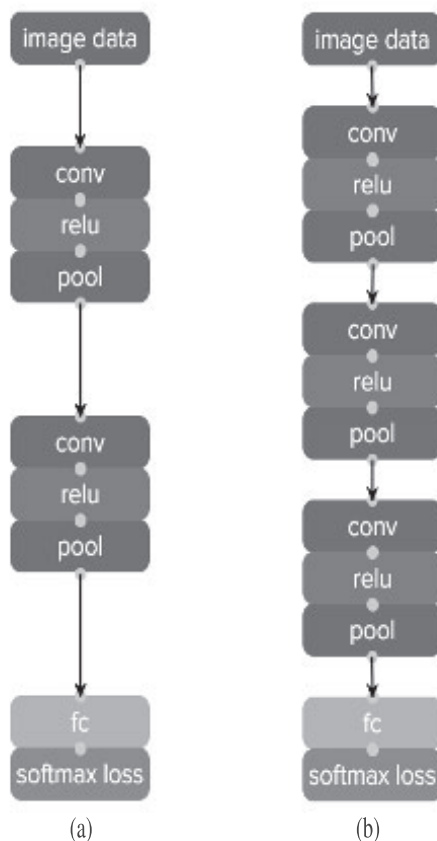 image data
conv
relu
pool
conv
relu
pool
fc
softmax loss
(a)
image data
conv
relu
pool
conv
relu
pool
conv
relu
pool
fc
softmax loss
(b)